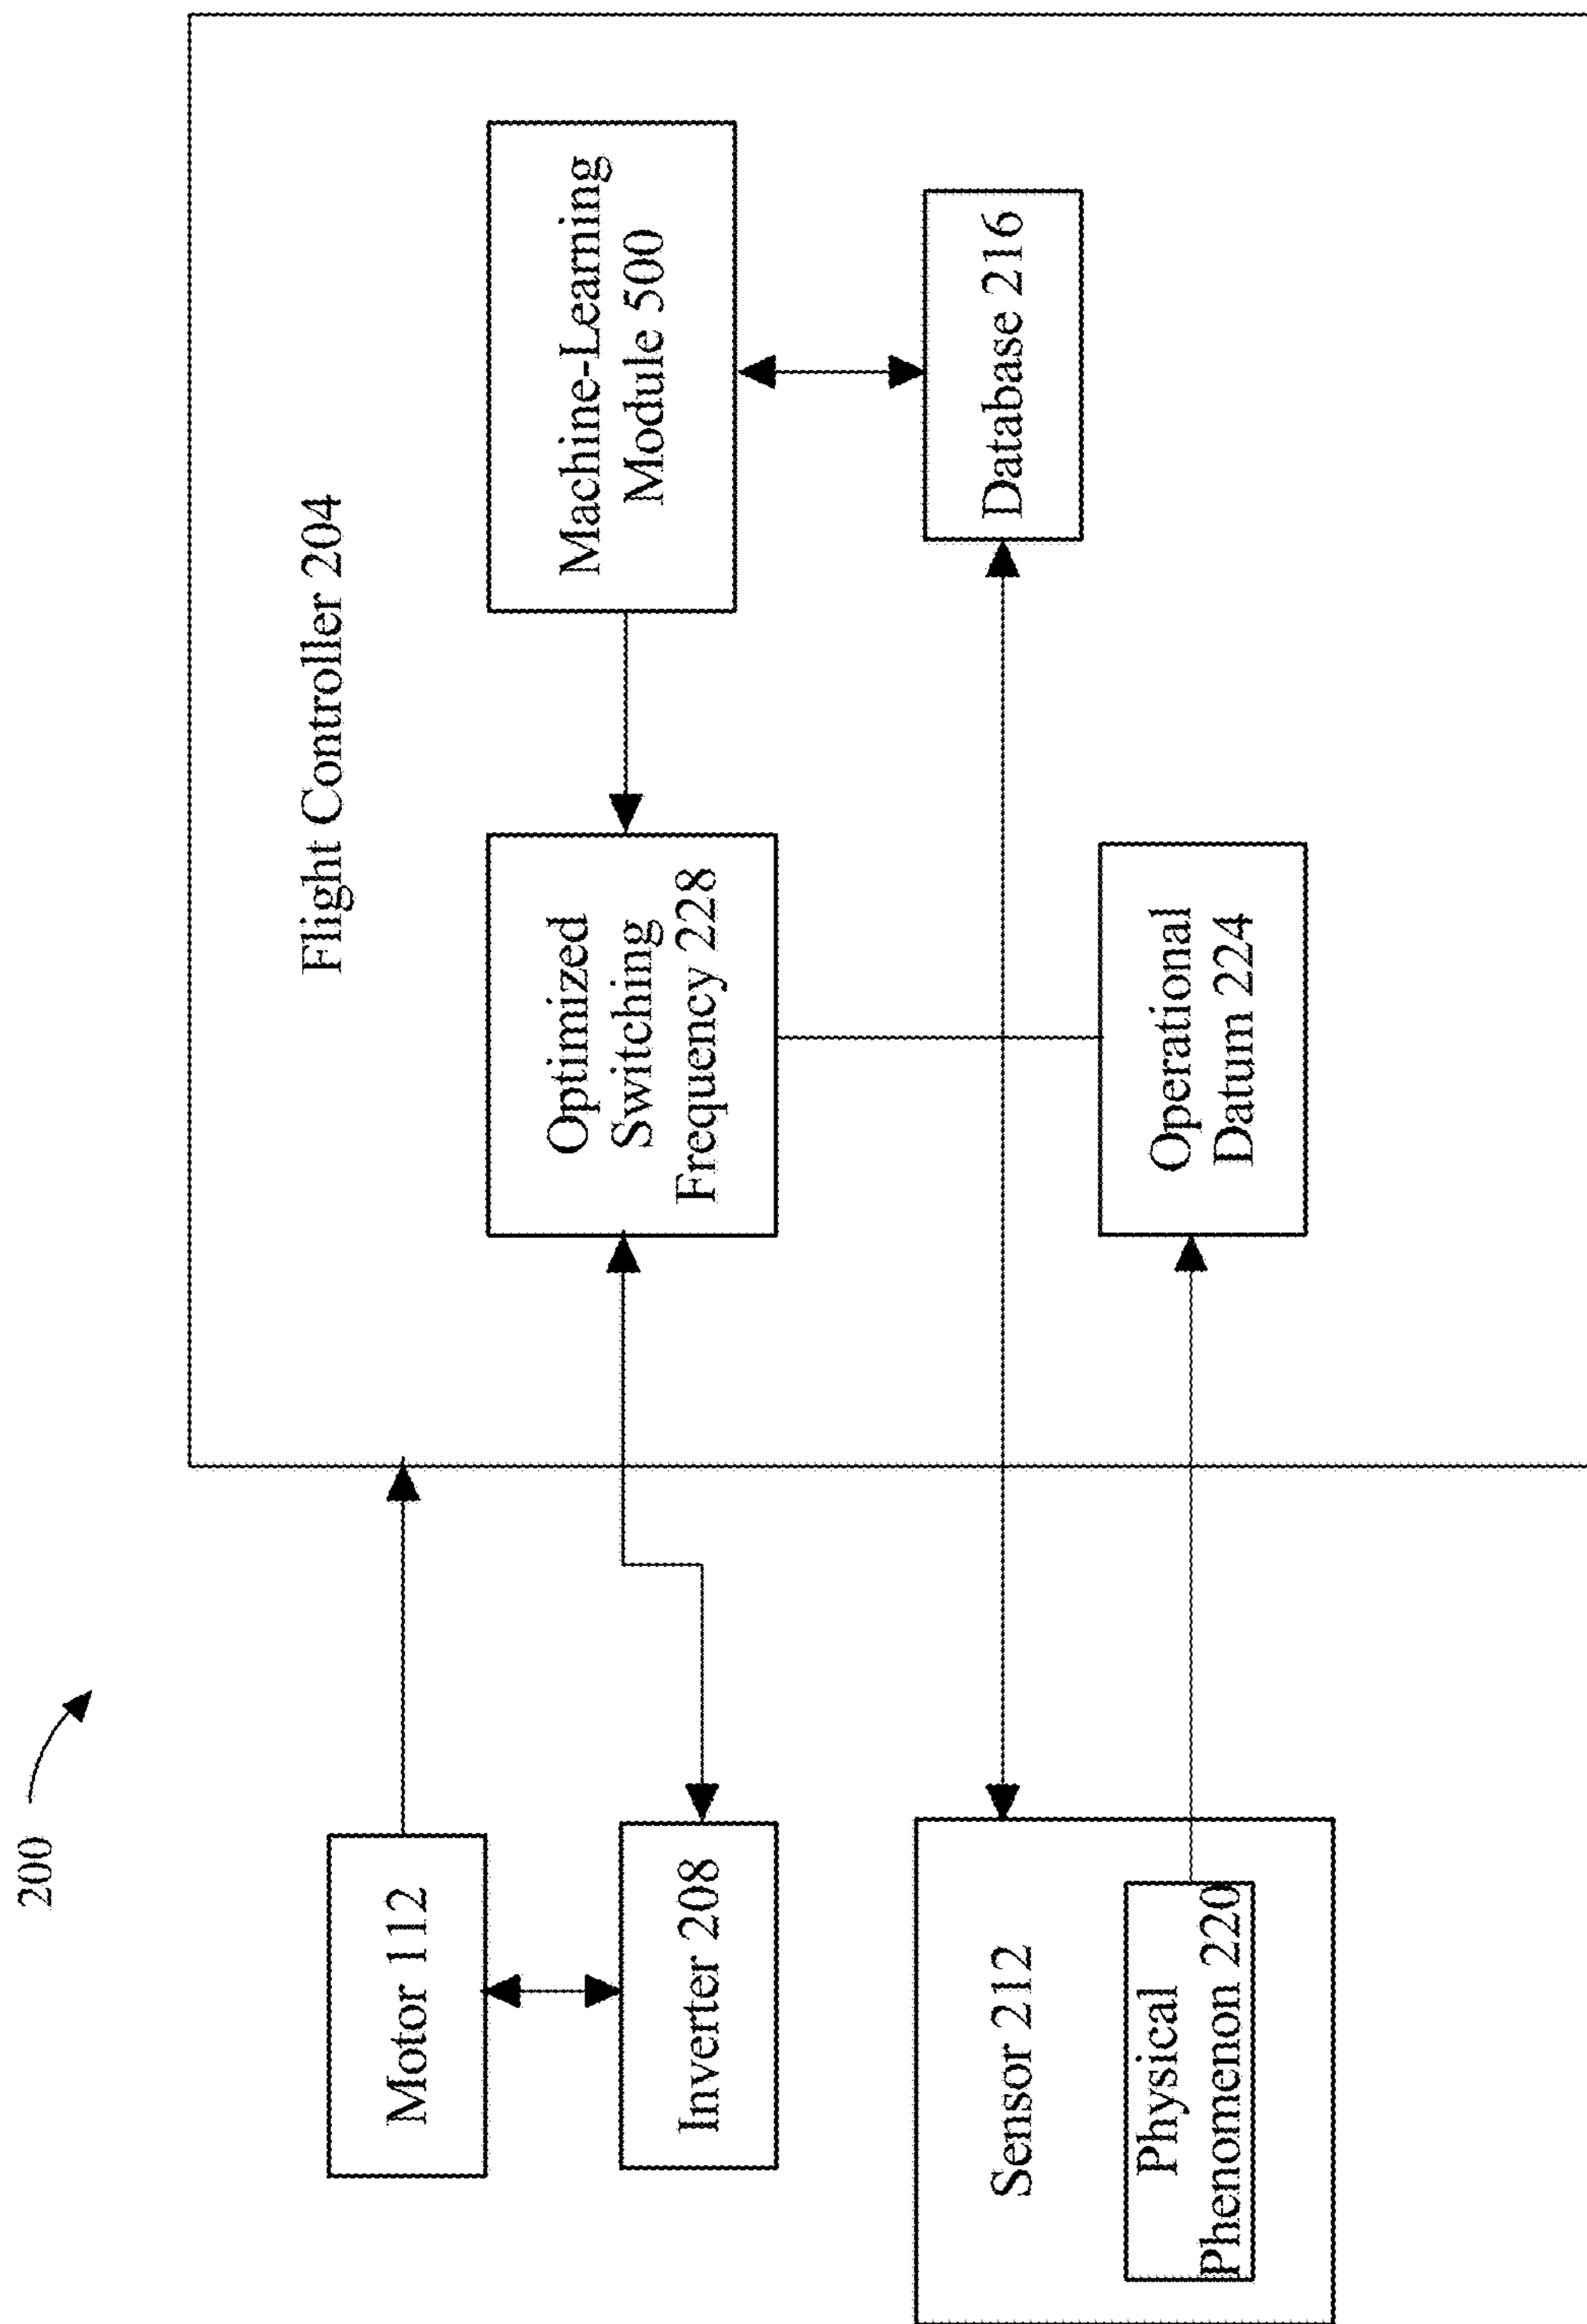 200
Flight Controller 204
Motor 112
Optimized
Switching
Frequency 228
Machine-Learning
Module 500
Inverter 208
Sensor 212
Database 216
Physical
Phenomenon 220
Operational
Datum 224